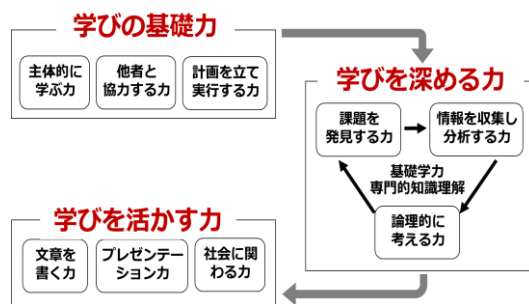 学びの基礎力
主体的に
学ぶ力
他者と
協力する力
計画を立て
実行する力
学びを深める力
課題を
発見する力
情報を収集し
分析する力
基礎学力
専門的知識理解
論理的に
考える力
学びを活かす力
文章を
書く力
プレゼンテー
ション力
社会に関
わる力